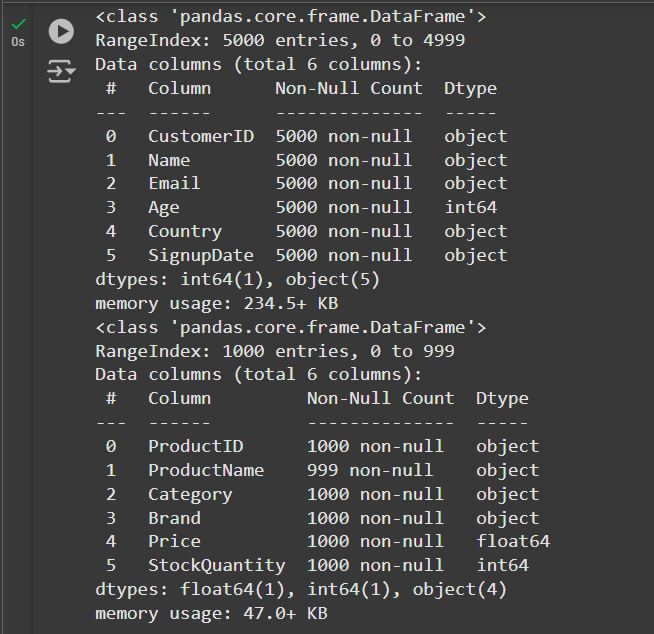 <class 'pandas.core.frame.DataFrame'>
0s
RangeIndex: 5000 entries, 0 to 4999
Data columns (total 6 columns):
 #   Column      Non-Null Count  Dtype
---  ------      --------------  -----
 0   CustomerID  5000 non-null   object
 1   Name        5000 non-null   object
 2   Email       5000 non-null   object
 3   Age         5000 non-null   int64
 4   Country     5000 non-null   object
 5   SignupDate  5000 non-null   object
dtypes: int64(1), object(5)
memory usage: 234.5+ KB
<class 'pandas.core.frame.DataFrame'>
RangeIndex: 1000 entries, 0 to 999
Data columns (total 6 columns):
 #   Column         Non-Null Count  Dtype
---  ------         --------------  -----
 0   ProductID      1000 non-null   object
 1   ProductName    999 non-null    object
 2   Category       1000 non-null   object
 3   Brand          1000 non-null   object
 4   Price          1000 non-null   float64
 5   StockQuantity  1000 non-null   int64
dtypes: float64(1), int64(1), object(4)
memory usage: 47.0+ KB